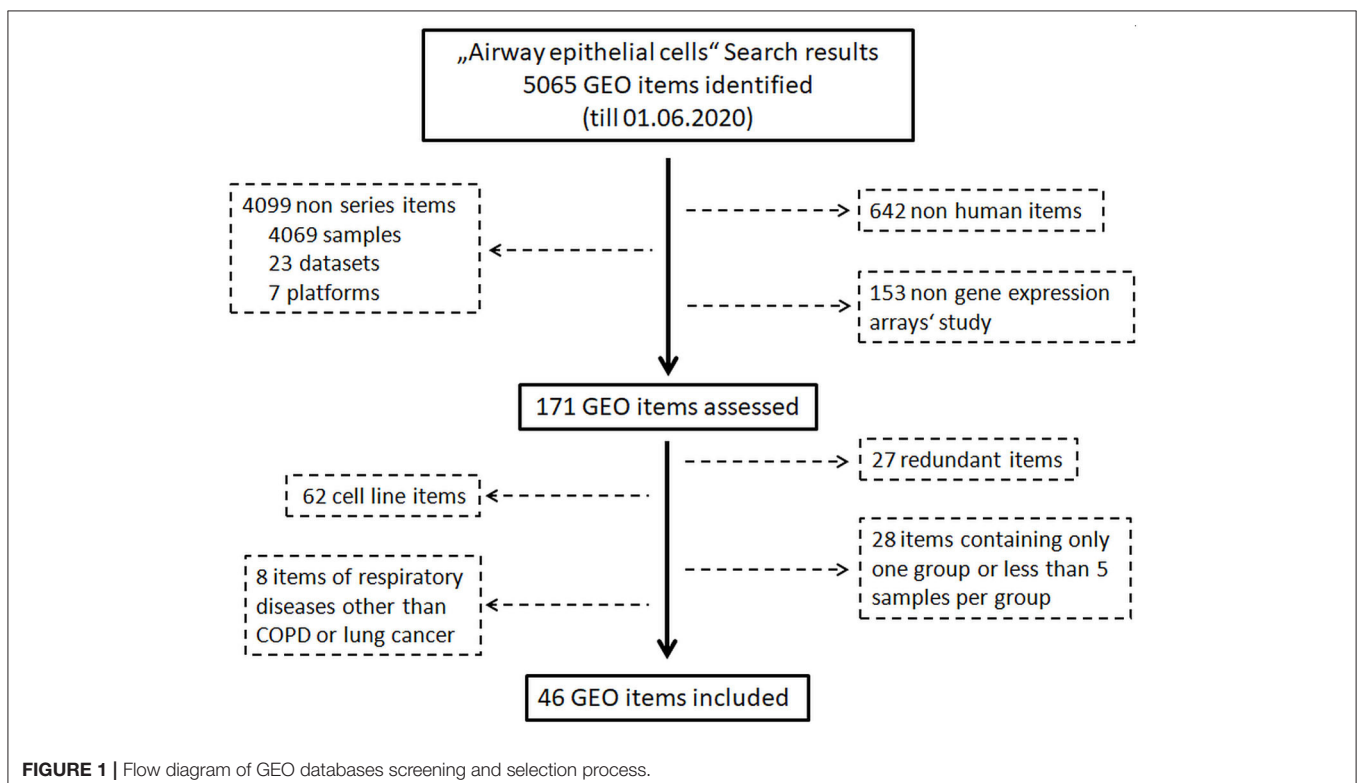 „Airway epithelial cells“ Search results
5065 GEO items identified
(till 01.06.2020)
4099 non series items
4069 samples
23 datasets
7 platforms
642 non human items
153 non gene expression
arrays‘ study
171 GEO items assessed
27 redundant items
62 cell line items
28 items containing only
one group or less than 5
samples per group
8 items of respiratory
diseases other than
COPD or lung cancer
46 GEO items included
FIGURE 1 | Flow diagram of GEO databases screening and selection process.